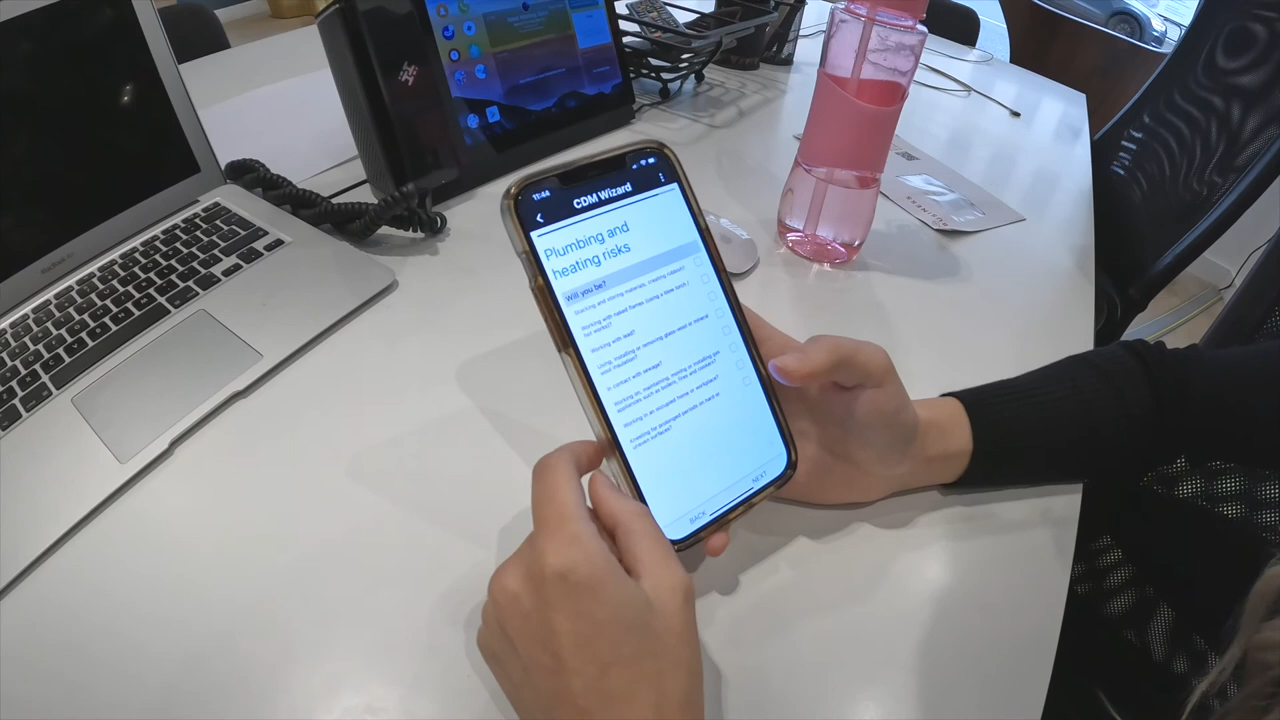 11:44
CDM Wizard
Plumbing and
heating risks
Will you be?
Stacking and storing materials, creating rubbish?
Working with naked flames (using a blow torch /
hot works)?
Working with lead?
Using, installing or removing glass-wool or mineral
wool insulation?
In contact with sewage?
Working on, maintaining, moving or installing gas
appliances such as boilers, fires and cookers?
Working in an occupied home or workplace?
Kneeling for prolonged periods on hard or
uneven surfaces?
BACK
NEXT
MacBook Air